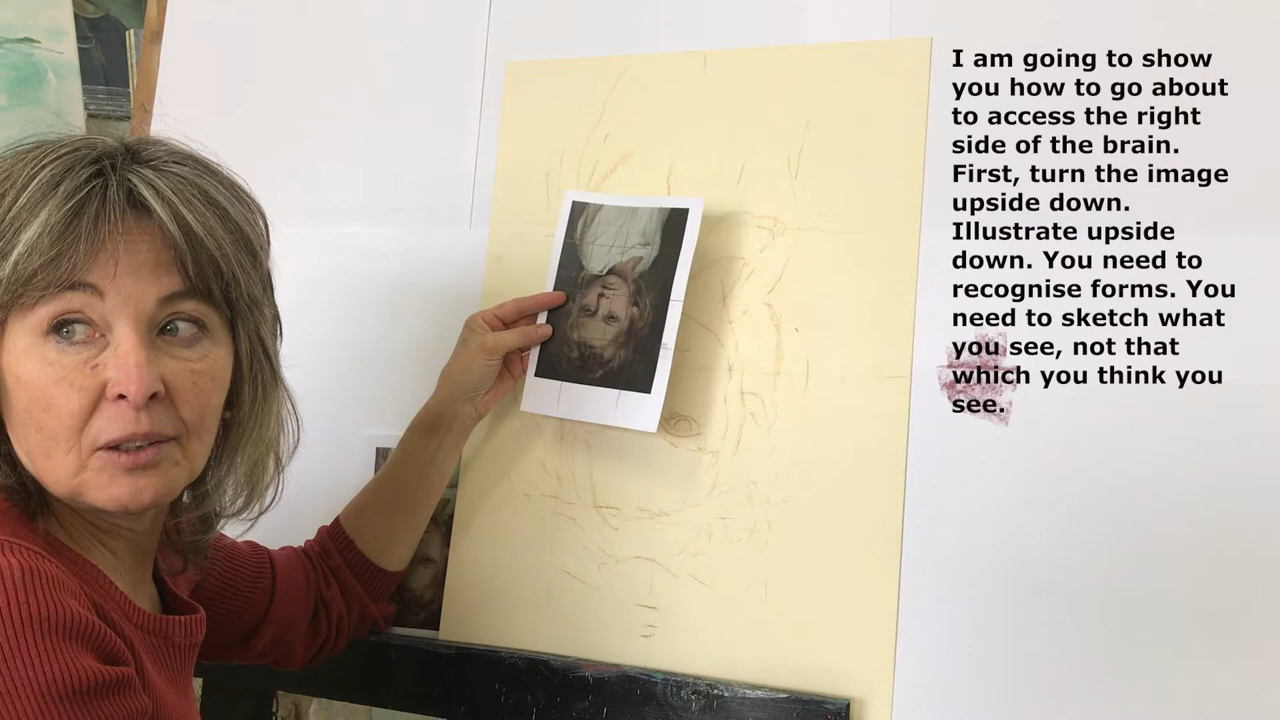 I am going to show
you how to go about
to access the right
side of the brain.
First, turn the image
upside down.
Illustrate upside
down. You need to
recognise forms. You
need to sketch what
you see, not that
which you think you
see.